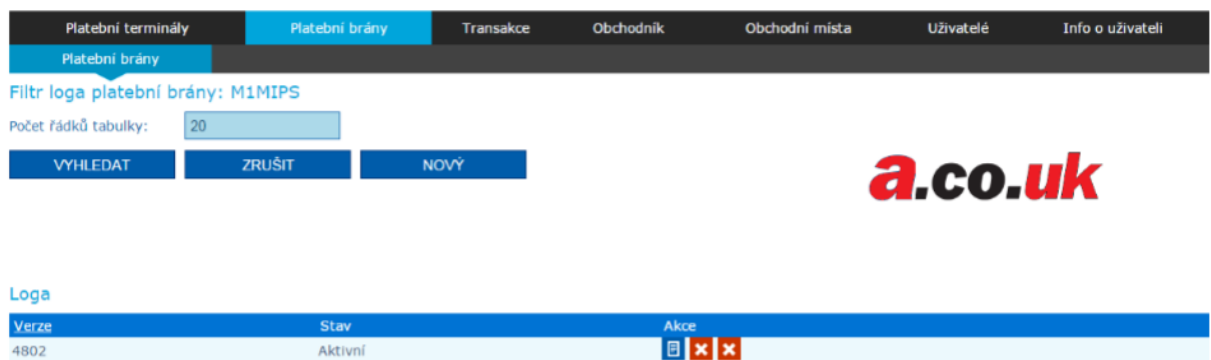 Platební terminály Platební brány Transakce Obchodník Obchodní místa Uživatelé Info o uživateli
Platební brány
Filtr loga platební brány: M1MIPS
Počet řádků tabulky: 20
VYHLEDAT ZRUŠIT NOVÝ
a.co.uk
Loga
Verze Stav Akce
4802 Aktivní